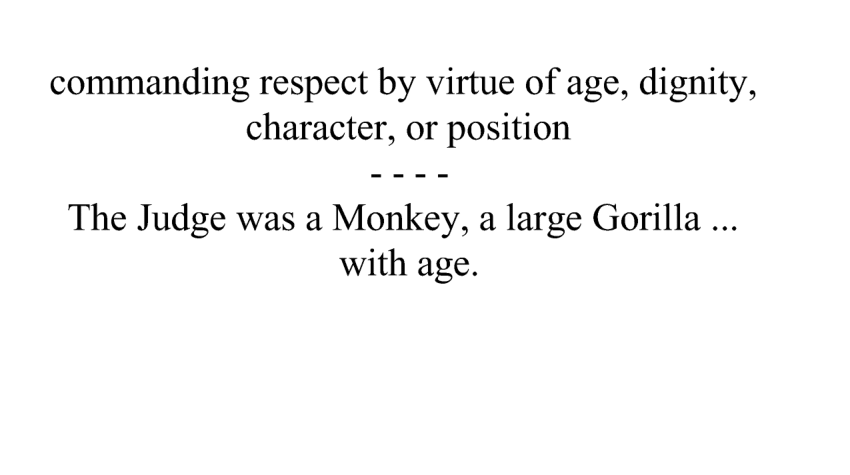 commanding respect by virtue of age, dignity,
character, or position
- - - -
The Judge was a Monkey, a large Gorilla ...
with age.